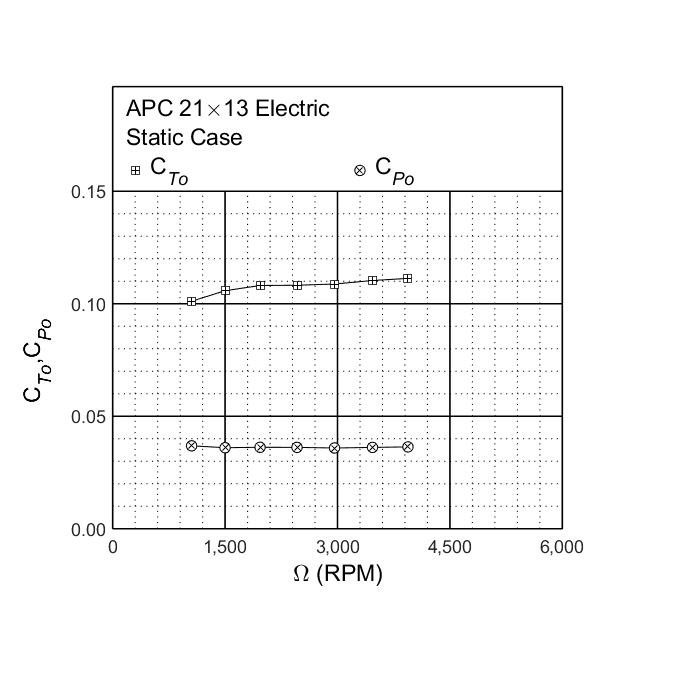 APC 21×13 Electric
Static Case
C_To C_Po
0.15
0.10
0.05
0.00
C_To,C_Po
0 1,500 3,000 4,500 6,000
Ω (RPM)